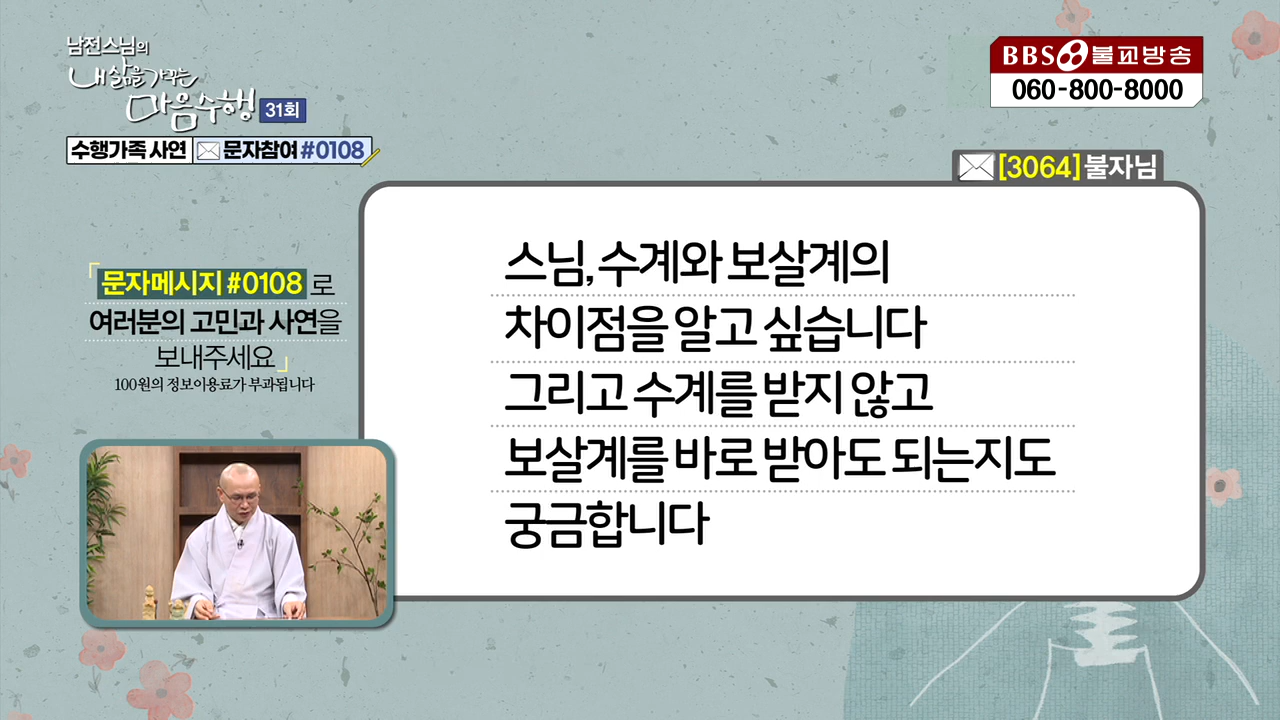 남전스님의
내 삶을 가꾸는
마음수행 31회
수행가족 사연 문자참여 #0108
BBS 불교방송
060-800-8000
[3064] 불자님
스님, 수계와 보살계의
차이점을 알고 싶습니다
그리고 수계를 받지 않고
보살계를 바로 받아도 되는지도
궁금합니다
「문자메시지 #0108 로
여러분의 고민과 사연을
보내주세요」
100원의 정보이용료가 부과됩니다